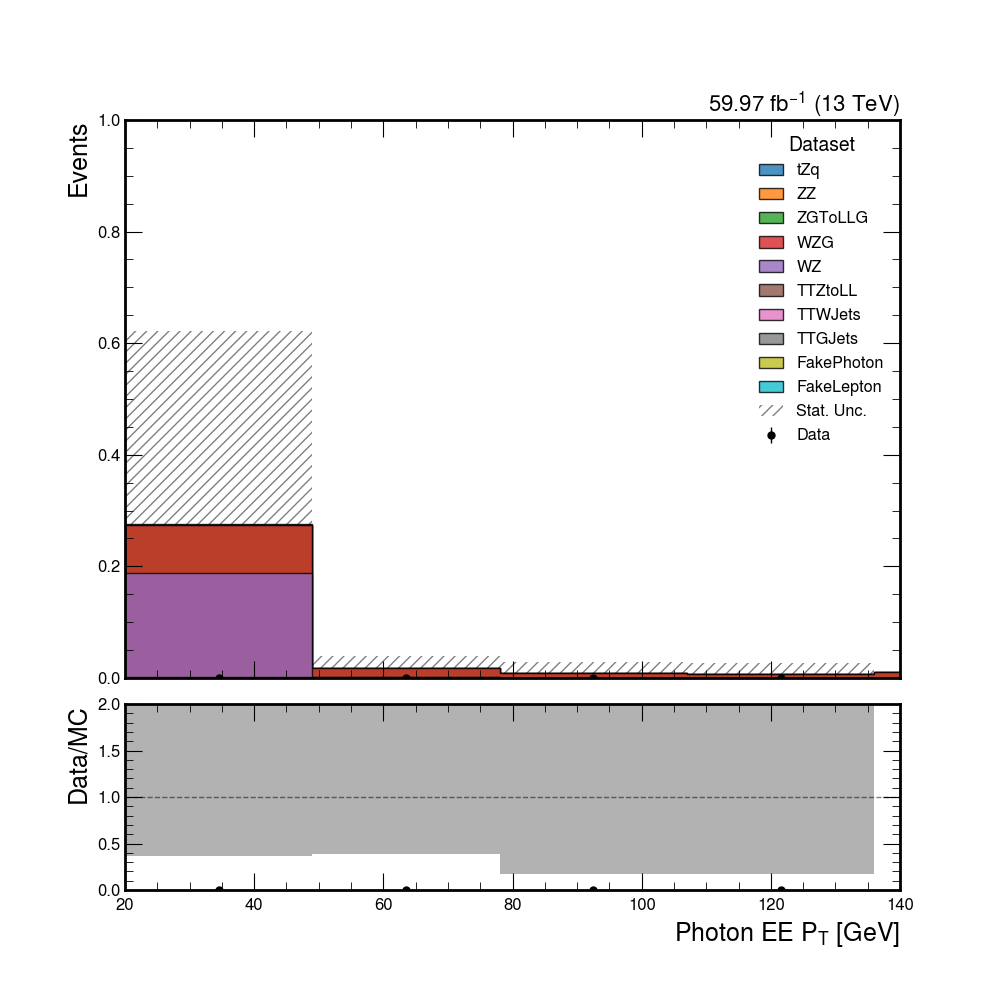 59.97 fb⁻¹ (13 TeV)
Events
1.0
0.8
0.6
0.4
0.2
0.0
Dataset
tZq
ZZ
ZGToLLG
WZG
WZ
TTZtoLL
TTWJets
TTGJets
FakePhoton
FakeLepton
Stat. Unc.
Data
Data/MC
2.0
1.5
1.0
0.5
0.0
20 40 60 80 100 120 140
Photon EE P_T [GeV]